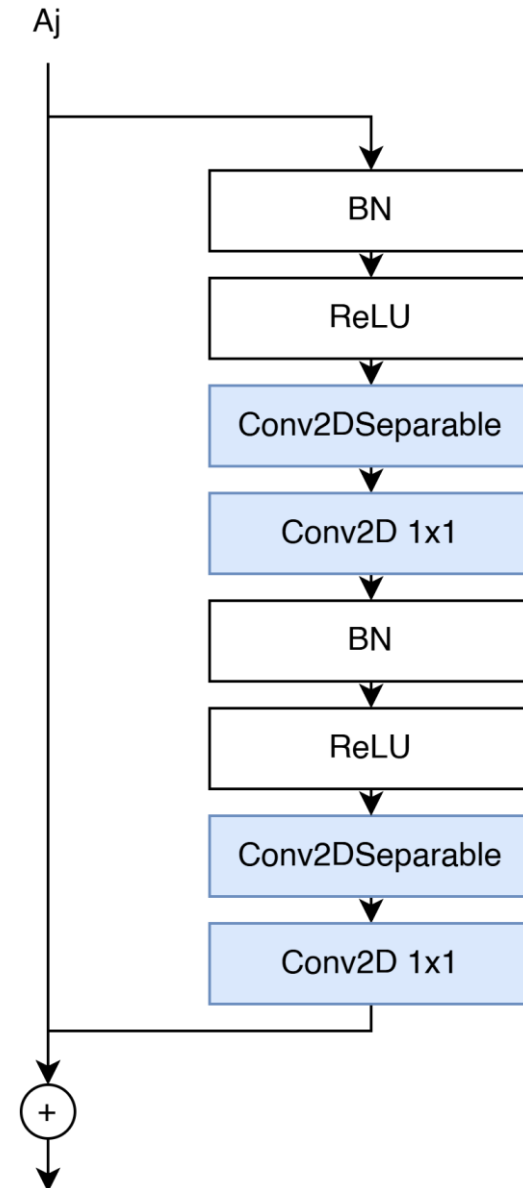 Aj
BN
ReLU
Conv2DSeparable
Conv2D 1x1
BN
ReLU
Conv2DSeparable
Conv2D 1x1
+